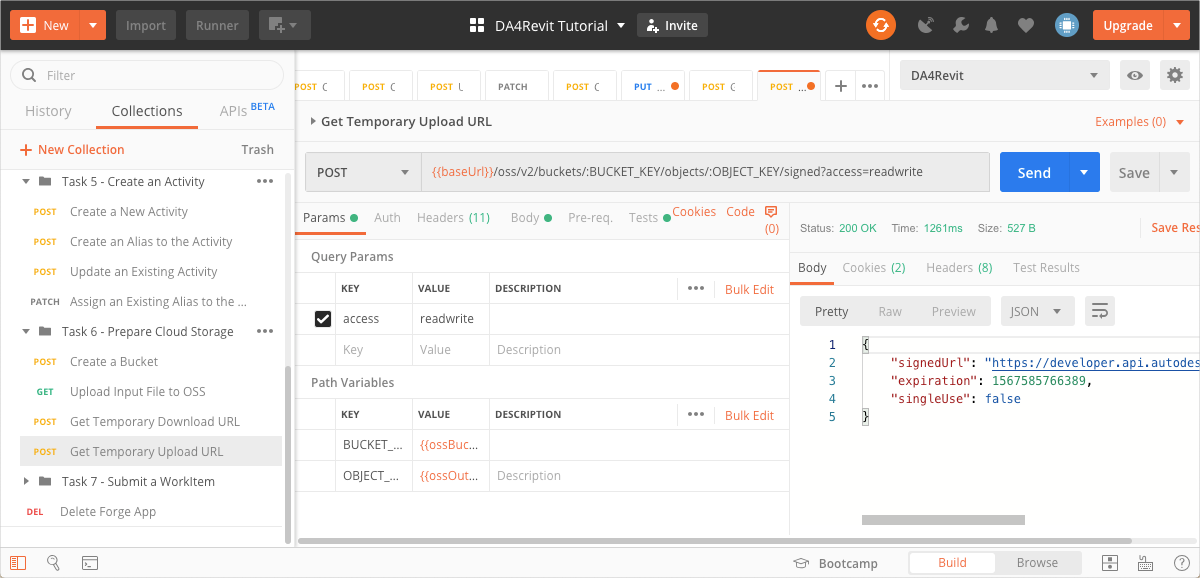 New Import Runner DA4Revit Tutorial Invite Upgrade
Filter
History Collections APIs BETA
New Collection Trash
Task 5 - Create an Activity
POST Create a New Activity
POST Create an Alias to the Activity
POST Update an Existing Activity
PATCH Assign an Existing Alias to the ...
Task 6 - Prepare Cloud Storage
POST Create a Bucket
GET Upload Input File to OSS
POST Get Temporary Download URL
POST Get Temporary Upload URL
Task 7 - Submit a WorkItem
DEL Delete Forge App
POST C POST C POST PATCH POST C PUT ... POST C POST ... + ••• DA4Revit
Get Temporary Upload URL Examples (0)
POST {{baseUrl}}/oss/v2/buckets/:BUCKET_KEY/objects/:OBJECT_KEY/signed?access=readwrite Send Save
Params Auth Headers (11) Body Pre-req. Tests Cookies Code (0)
Query Params
KEY VALUE DESCRIPTION ••• Bulk Edit
access readwrite
Key Value Description
Path Variables
KEY VALUE DESCRIPTION ••• Bulk Edit
BUCKET_... {{ossBuc...
OBJECT_... {{ossOut... Description
Status: 200 OK Time: 1261ms Size: 527 B Save Res
Body Cookies (2) Headers (8) Test Results
Pretty Raw Preview JSON
1 {
2 "signedUrl": "https://developer.api.autodes
3 "expiration": 1567585766389,
4 "singleUse": false
5 }
Bootcamp Build Browse ?